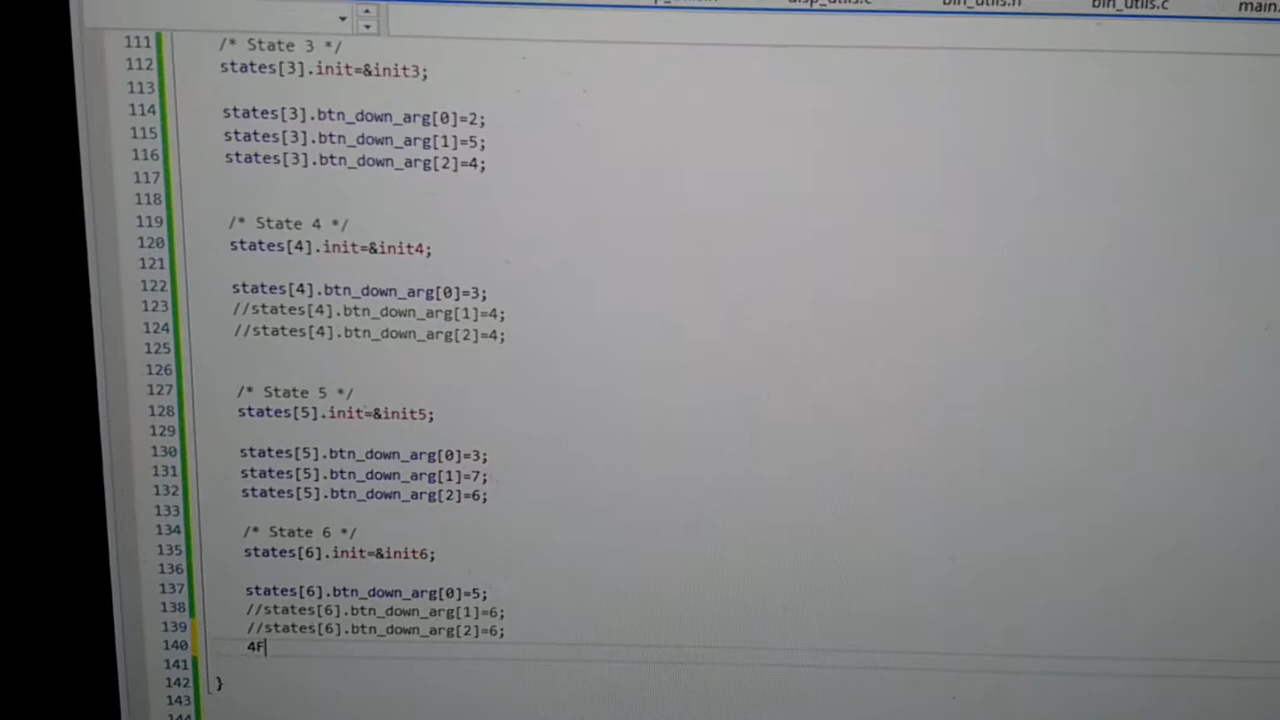 bin_utils.c
main.
111 /* State 3 */
112 states[3].init=&init3;
113
114 states[3].btn_down_arg[0]=2;
115 states[3].btn_down_arg[1]=5;
116 states[3].btn_down_arg[2]=4;
117
118
119 /* State 4 */
120 states[4].init=&init4;
121
122 states[4].btn_down_arg[0]=3;
123 //states[4].btn_down_arg[1]=4;
124 //states[4].btn_down_arg[2]=4;
125
126
127 /* State 5 */
128 states[5].init=&init5;
129
130 states[5].btn_down_arg[0]=3;
131 states[5].btn_down_arg[1]=7;
132 states[5].btn_down_arg[2]=6;
133
134 /* State 6 */
135 states[6].init=&init6;
136
137 states[6].btn_down_arg[0]=5;
138 //states[6].btn_down_arg[1]=6;
139 //states[6].btn_down_arg[2]=6;
140 4F
141
142 }
143